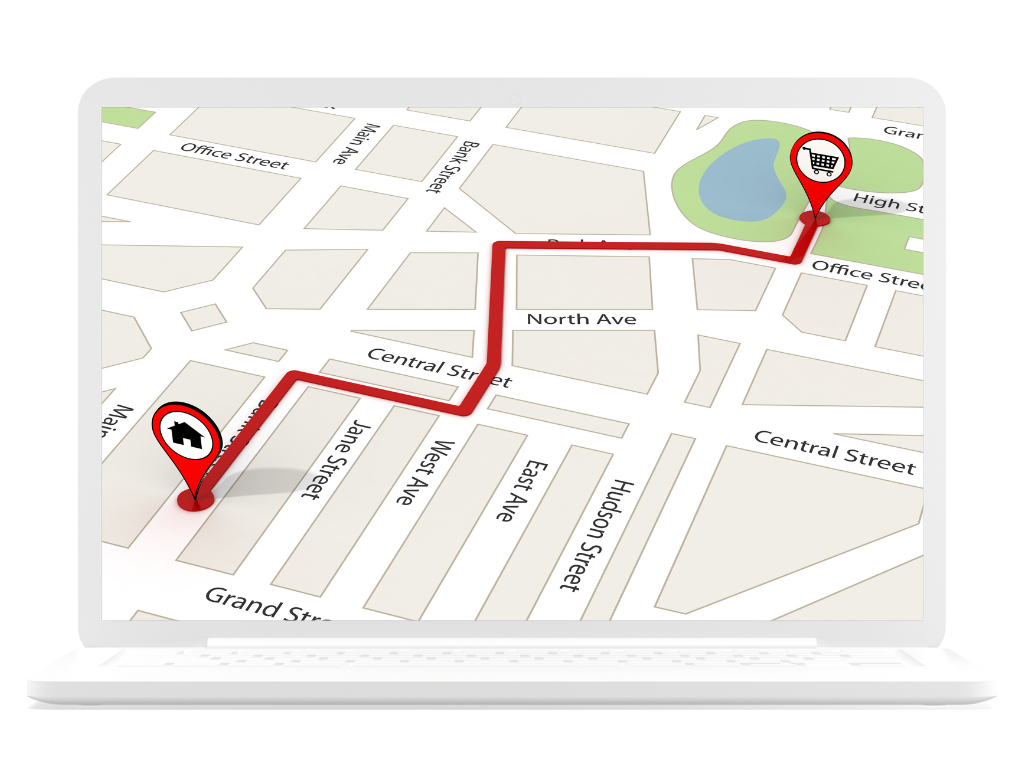 Gran
Main Ave
Office Street
Bank Street
High St
Office Stree
North Ave
Central Street
Main
Jane Street
West Ave
East Ave
Hudson Street
Central Street
Grand Stre